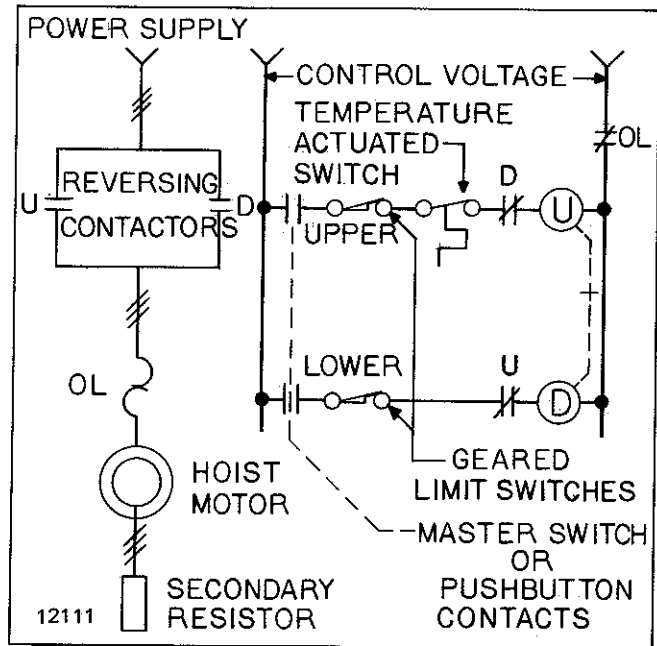 POWER SUPPLY
CONTROL VOLTAGE
TEMPERATURE
ACTUATED
SWITCH
OL
U
REVERSING
CONTACTORS
D
UPPER
D
U
OL
LOWER
U
D
HOIST
MOTOR
GEARED
LIMIT SWITCHES
MASTER SWITCH
OR
PUSHBUTTON
CONTACTS
SECONDARY
RESISTOR
12111